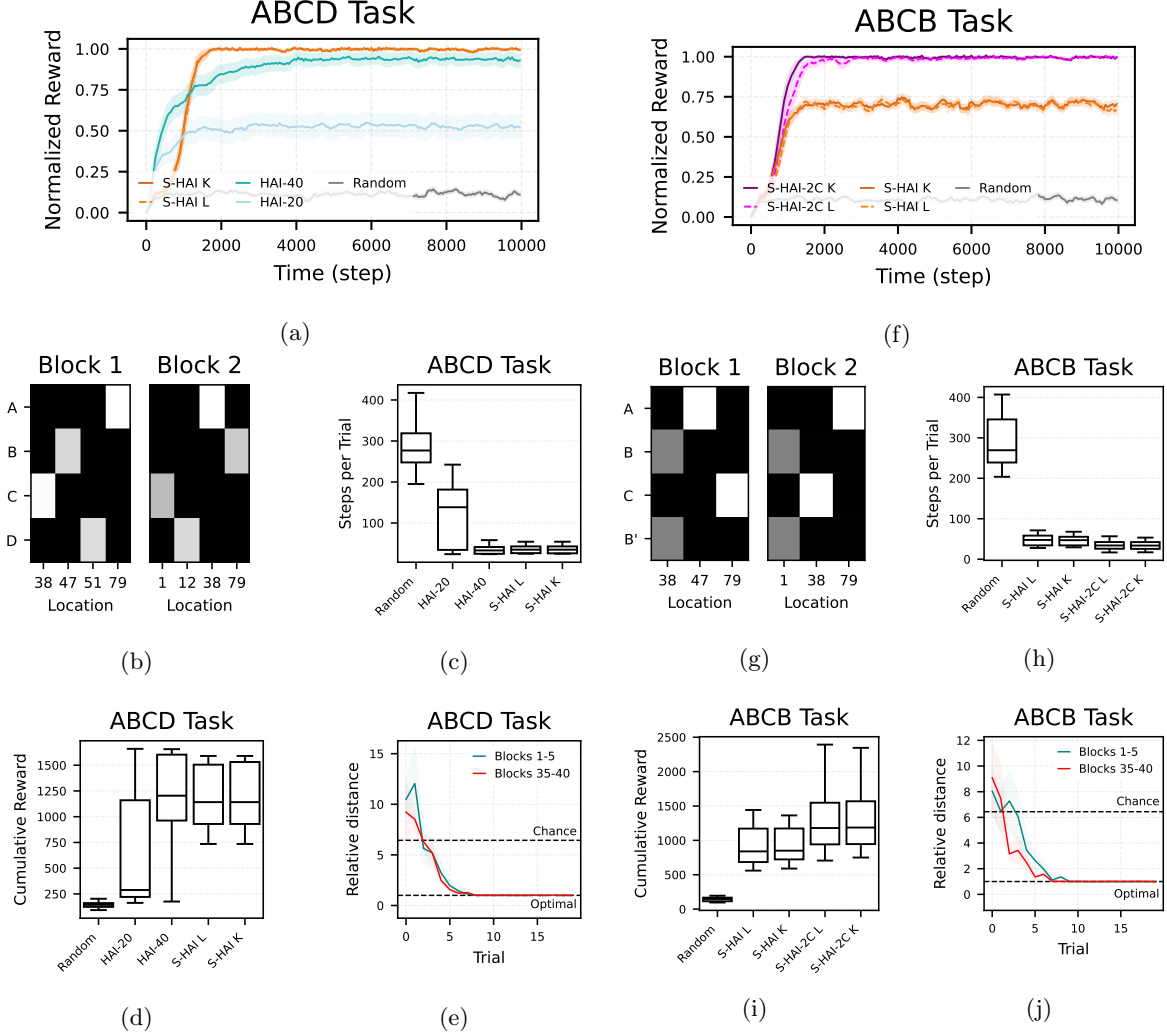 ABCD Task
Normalized Reward
1.00
0.75
0.50
0.25
0.00
S-HAI K
S-HAI L
HAI-40
HAI-20
Random
0 2000 4000 6000 8000 10000
Time (step)
(a)
ABCB Task
Normalized Reward
1.00
0.75
0.50
0.25
0.00
S-HAI-2C K
S-HAI-2C L
S-HAI K
S-HAI L
Random
0 2000 4000 6000 8000 10000
Time (step)
(f)
Block 1 Block 2
A
B
C
D
38 47 51 79 1 12 38 79
Location Location
(b)
ABCD Task
Steps per Trial
400
300
200
100
Random
HAI-20
HAI-40
S-HAI L
S-HAI K
(c)
Block 1 Block 2
A
B
C
B'
38 47 79 1 38 79
Location Location
(g)
ABCB Task
Steps per Trial
400
300
200
100
0
Random
S-HAI L
S-HAI K
S-HAI-2C L
S-HAI-2C K
(h)
ABCD Task
Cumulative Reward
1500
1250
1000
750
500
250
Random
HAI-20
HAI-40
S-HAI L
S-HAI K
(d)
ABCD Task
Relative distance
15
10
5
0
Blocks 1-5
Blocks 35-40
Chance
Optimal
0 5 10 15
Trial
(e)
ABCB Task
Cumulative Reward
2500
2000
1500
1000
500
0
Random
S-HAI L
S-HAI K
S-HAI-2C L
S-HAI-2C K
(i)
ABCB Task
Relative distance
12
10
8
6
4
2
0
Blocks 1-5
Blocks 35-40
Chance
Optimal
0 5 10 15
Trial
(j)